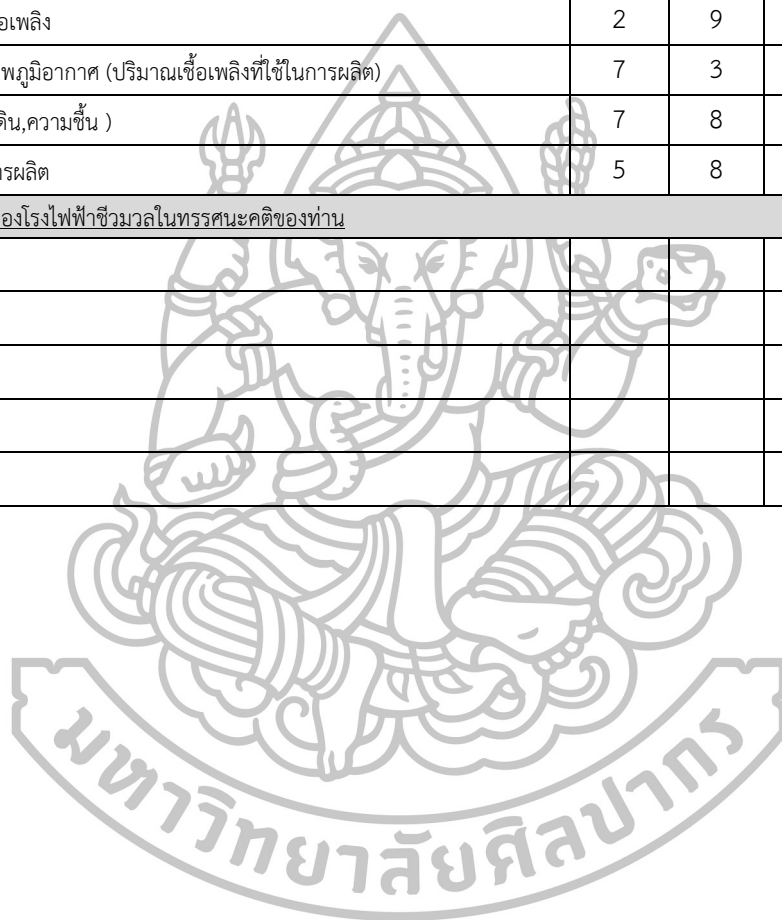 อเพลิง 2 9
พภูมิอากาศ (ปริมาณเชื้อเพลิงที่ใช้ในการผลิต) 7 3
ดิน,ความชื้น ) 7 8
ารผลิต 5 8
องโรงไฟฟ้าชีวมวลในทรรศนะคติของท่าน
มหาวิทยาลัยศิลปากร